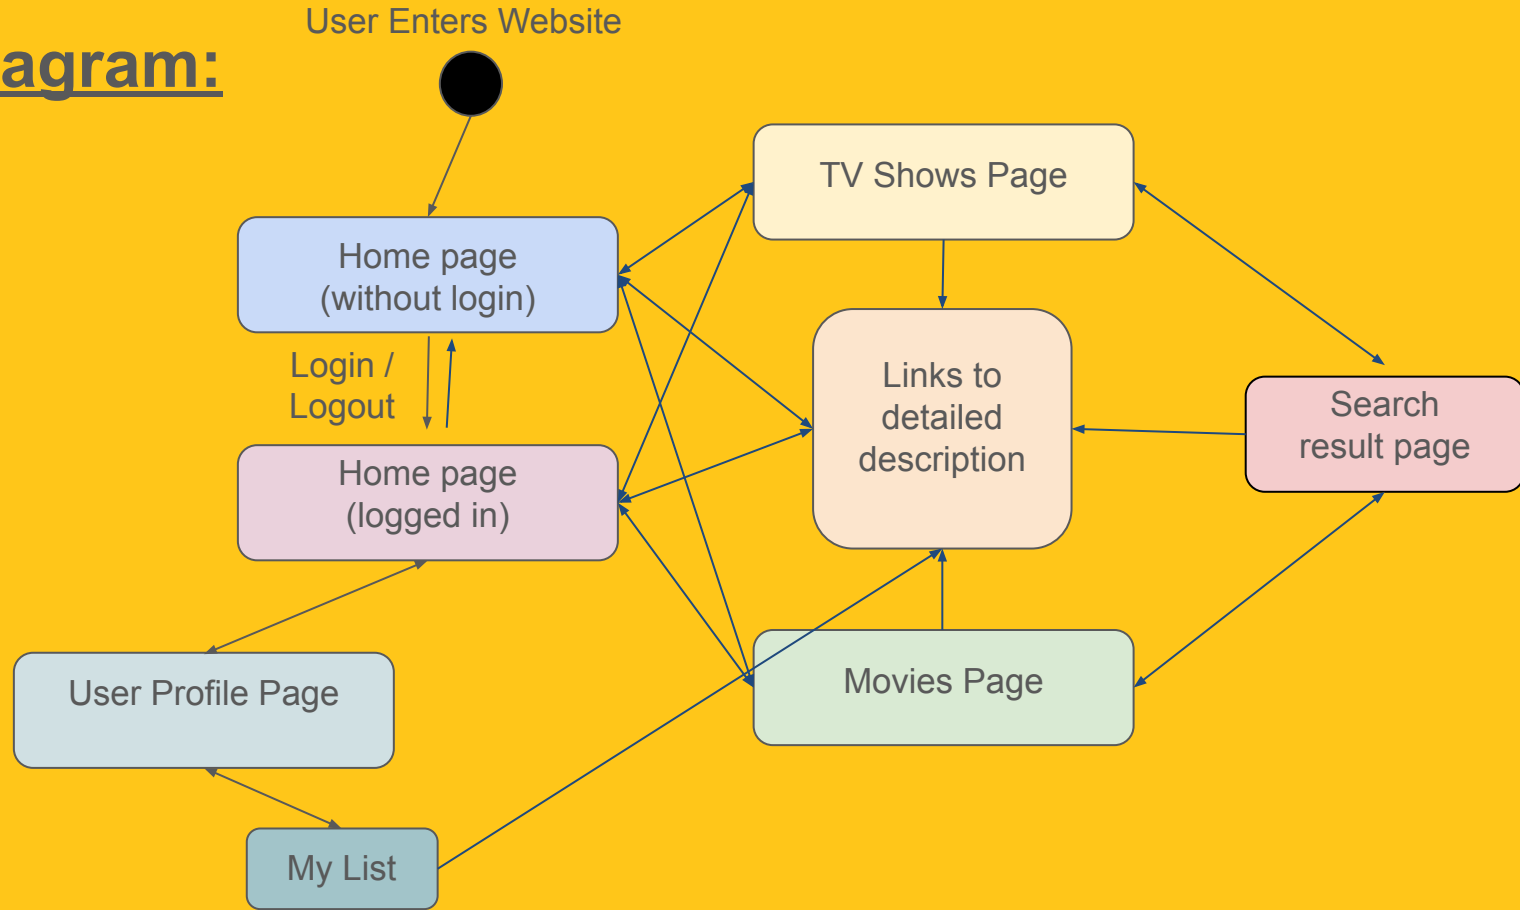 User Enters Website
agram:
TV Shows Page
Home page
(without login)
Login /
Logout
Links to
detailed
description
Search
result page
Home page
(logged in)
User Profile Page
Movies Page
My List